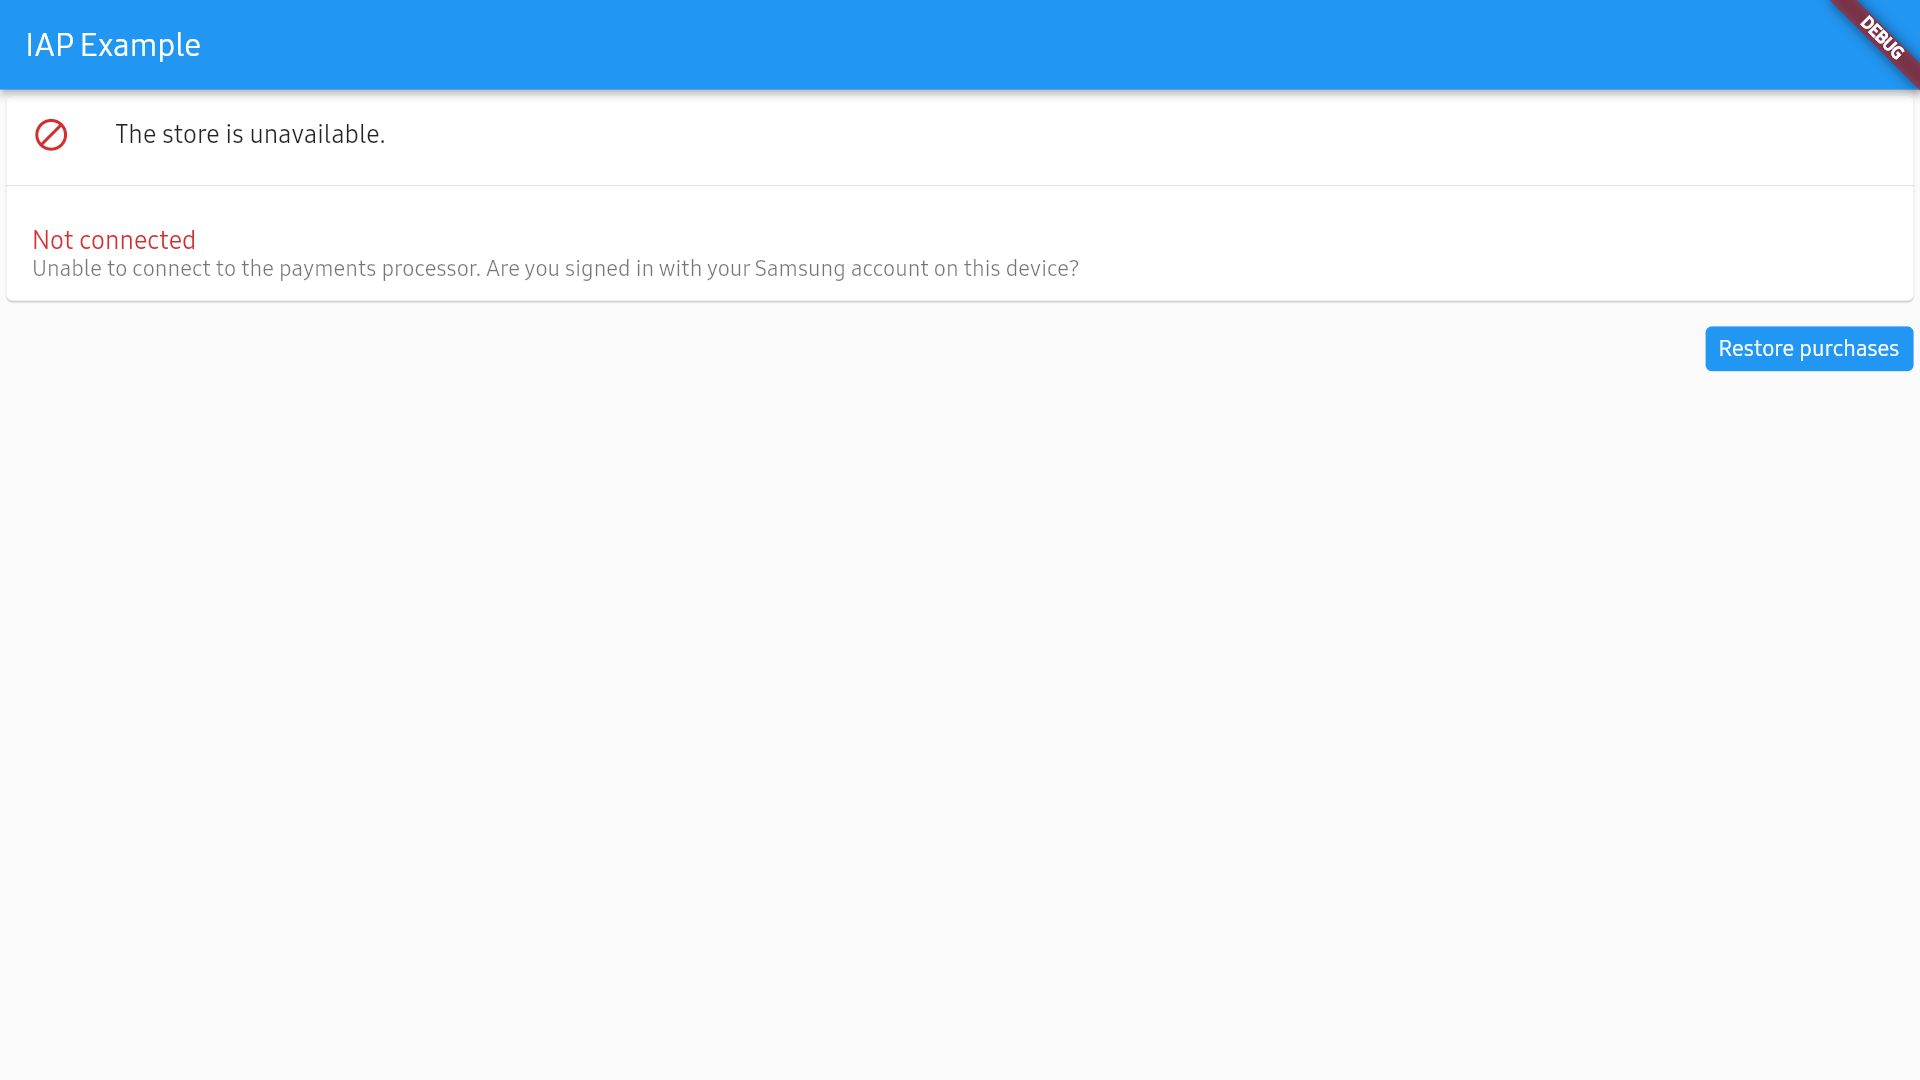 IAP Example
DEBUG
The store is unavailable.
Not connected
Unable to connect to the payments processor. Are you signed in with your Samsung account on this device?
Restore purchases